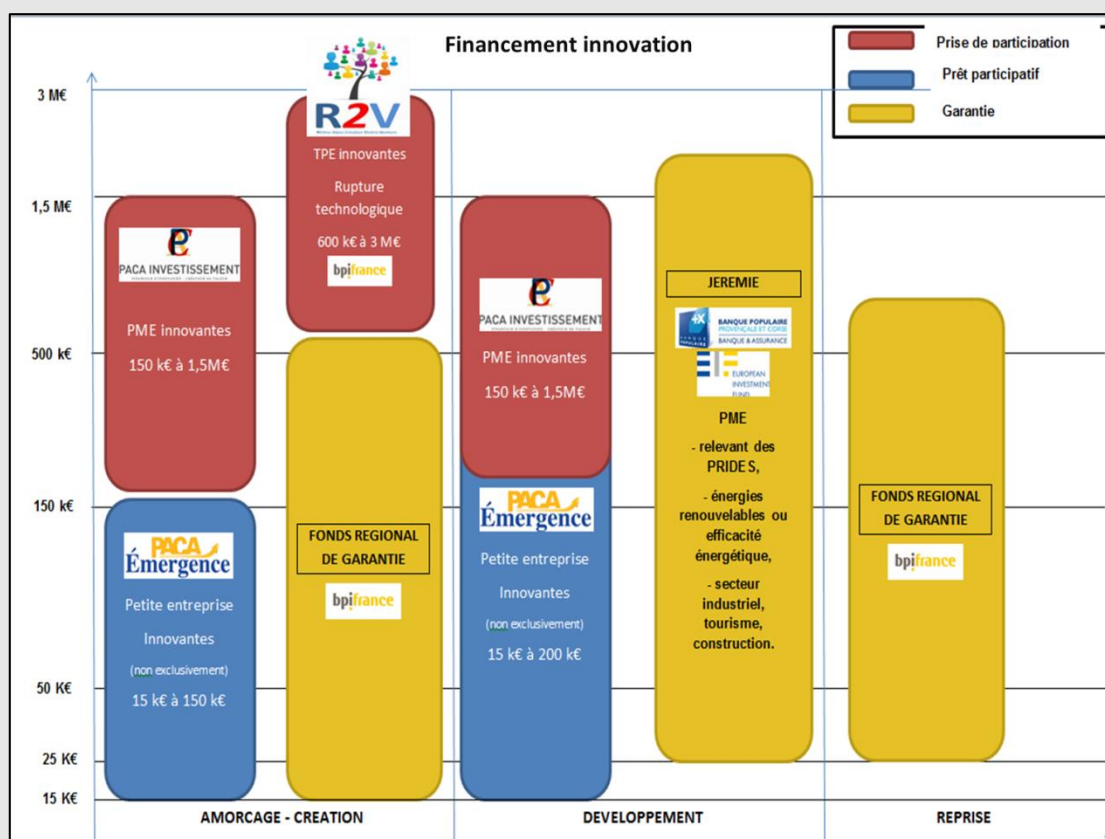 Financement innovation
Prise de participation
Prêt participatif
Garantie
3 M€
1,5 M€
500 k€
150 k€
50 K€
25 K€
15 K€
PACA INVESTISSEMENT
PME innovantes
150 k€ à 1,5M€
PACA
Émergence
Petite entreprise
Innovantes
(non exclusivement)
15 k€ à 150 k€
R2V
TPE innovantes
Rupture
technologique
600 k€ à 3 M€
bpifrance
FONDS REGIONAL
DE GARANTIE
bpifrance
PACA INVESTISSEMENT
PME innovantes
150 k€ à 1,5M€
PACA
Émergence
Petite entreprise
Innovantes
(non exclusivement)
15 k€ à 200 k€
JEREMIE
BANQUE POPULAIRE
PROVENÇALE ET CORSE
BANQUE & ASSURANCE
EUROPEAN
INVESTMENT
FUND
PME
- relevant des
PRIDES,
- énergies
renouvelables ou
efficacité
énergétique,
- secteur
industriel,
tourisme,
construction.
FONDS REGIONAL
DE GARANTIE
bpifrance
AMORCAGE - CREATION
DEVELOPPEMENT
REPRISE